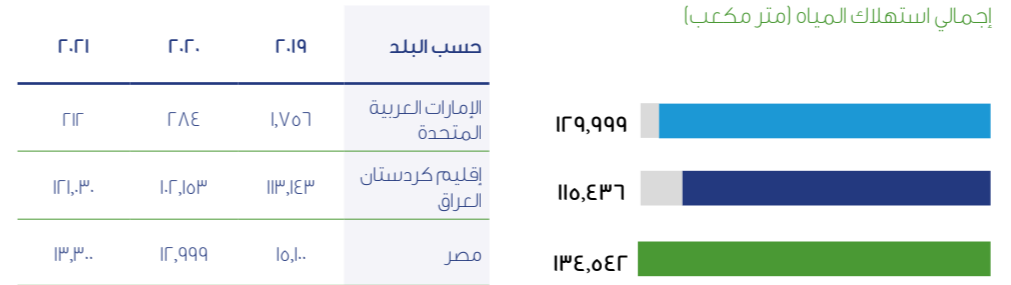 إجمالي استهلاك المياه (متر مكعب)
١٢٩,٩٩٩
١١٥,٤٣٦
١٣٤,٥٤٢
حسب البلد ٢٠١٩ ٢٠٢٠ ٢٠٢١
الإمارات العربية
المتحدة ١,٧٥٦ ٢٨٤ ٢١٢
إقليم كردستان
العراق ١١٣,١٤٣ ١٠٢,١٥٣ ١٢١,٠٣٠
مصر ١٥,١٠٠ ١٢,٩٩٩ ١٣,٣٠٠